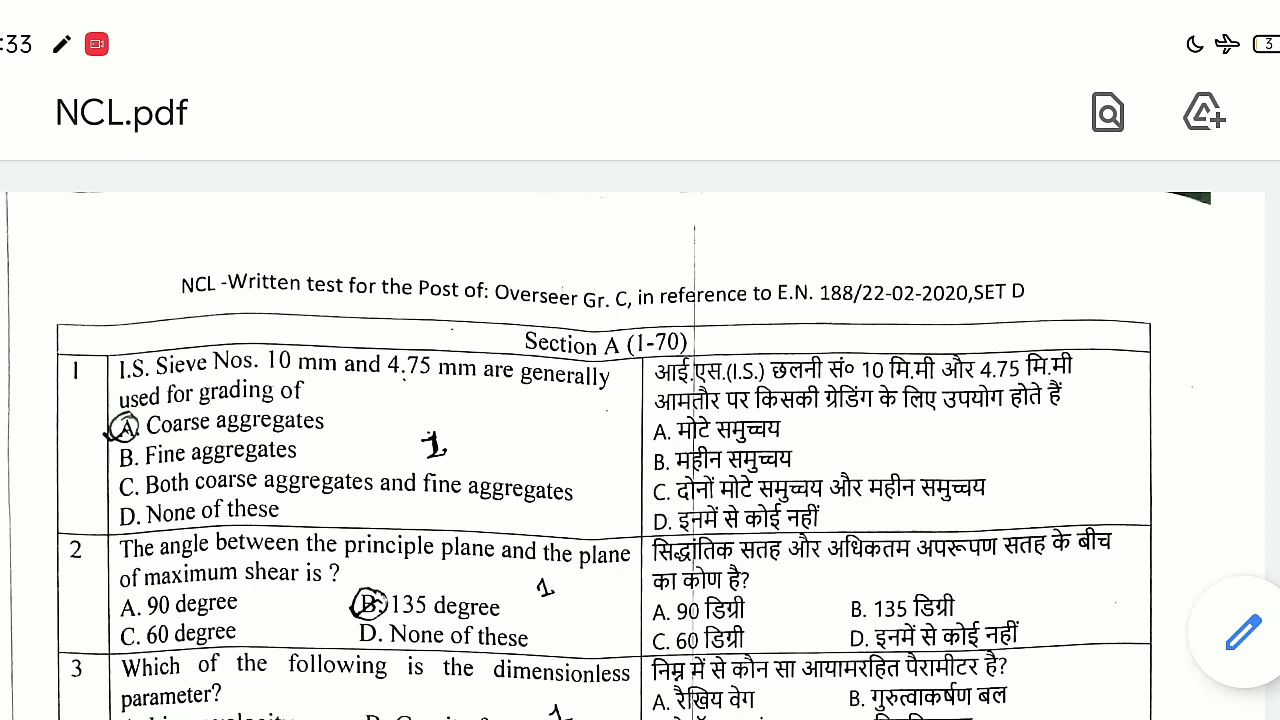 :33
3
NCL.pdf
NCL -Written test for the Post of: Overseer Gr. C, in reference to E.N. 188/22-02-2020,SET D
Section A (1-70)
1
I.S. Sieve Nos. 10 mm and 4.75 mm are generally
used for grading of
A. Coarse aggregates
B. Fine aggregates
1
C. Both coarse aggregates and fine aggregates
D. None of these
आई.एस.(I.S.) छलनी सं० 10 मि.मी और 4.75 मि.मी
आमतौर पर किसकी ग्रेडिंग के लिए उपयोग होते हैं
A. मोटे समुच्चय
B. महीन समुच्चय
C. दोनों मोटे समुच्चय और महीन समुच्चय
D. इनमें से कोई नहीं
2
The angle between the principle plane and the plane
of maximum shear is ?
1
A. 90 degree B. 135 degree
C. 60 degree D. None of these
सिद्धांतिक सतह और अधिकतम अपरूपण सतह के बीच
का कोण है?
A. 90 डिग्री B. 135 डिग्री
C. 60 डिग्री D. इनमें से कोई नहीं
3
Which of the following is the dimensionless
parameter?
निम्न में से कौन सा आयामरहित पैरामीटर है?
A. रैखिय वेग B. गुरुत्वाकर्षण बल